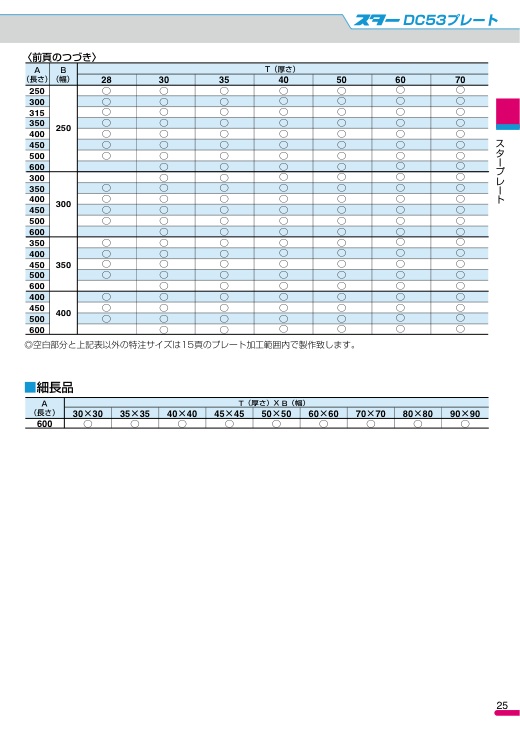 スター DC53プレート
〈前頁のつづき〉
A（長さ） B（幅） T（厚さ）
28 30 35 40 50 60 70
250 250 ○ ○ ○ ○ ○ ○ ○
300 ○ ○ ○ ○ ○ ○ ○
315 ○ ○ ○ ○ ○ ○ ○
350 ○ ○ ○ ○ ○ ○ ○
400 ○ ○ ○ ○ ○ ○ ○
450 ○ ○ ○ ○ ○ ○ ○
500 ○ ○ ○ ○ ○ ○ ○
600 ○ ○ ○ ○ ○ ○
300 300 ○ ○ ○ ○ ○ ○
350 ○ ○ ○ ○ ○ ○ ○
400 ○ ○ ○ ○ ○ ○ ○
450 ○ ○ ○ ○ ○ ○ ○
500 ○ ○ ○ ○ ○ ○ ○
600 ○ ○ ○ ○ ○ ○
350 350 ○ ○ ○ ○ ○ ○ ○
400 ○ ○ ○ ○ ○ ○ ○
450 ○ ○ ○ ○ ○ ○ ○
500 ○ ○ ○ ○ ○ ○ ○
600 ○ ○ ○ ○ ○ ○
400 400 ○ ○ ○ ○ ○ ○ ○
450 ○ ○ ○ ○ ○ ○ ○
500 ○ ○ ○ ○ ○ ○ ○
600 ○ ○ ○ ○ ○ ○
◎空白部分と上記表以外の特注サイズは15頁のプレート加工範囲内で製作致します。
■細長品
A（長さ） T（厚さ）X B（幅）
30×30 35×35 40×40 45×45 50×50 60×60 70×70 80×80 90×90
600 ○ ○ ○ ○ ○ ○ ○ ○ ○
スタープレート
25